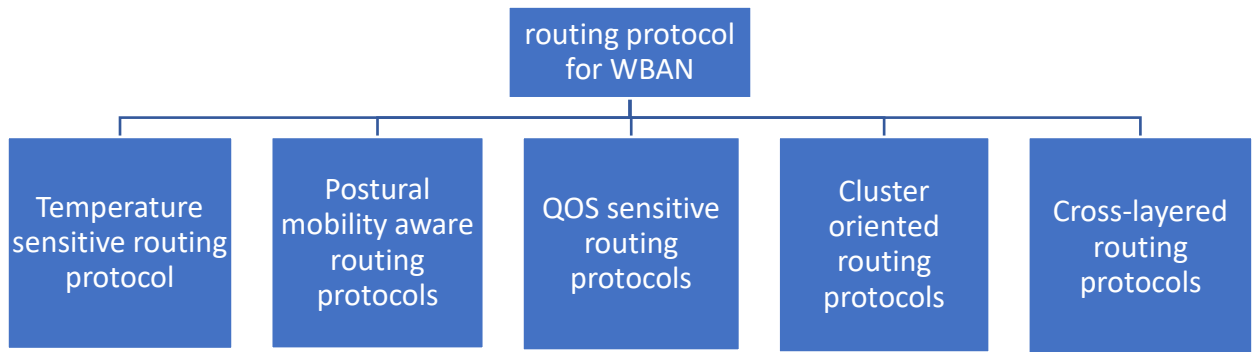 routing protocol
for WBAN
Temperature
sensitive routing
protocol
Postural
mobility aware
routing
protocols
QOS sensitive
routing
protocols
Cluster
oriented
routing
protocols
Cross-layered
routing
protocols